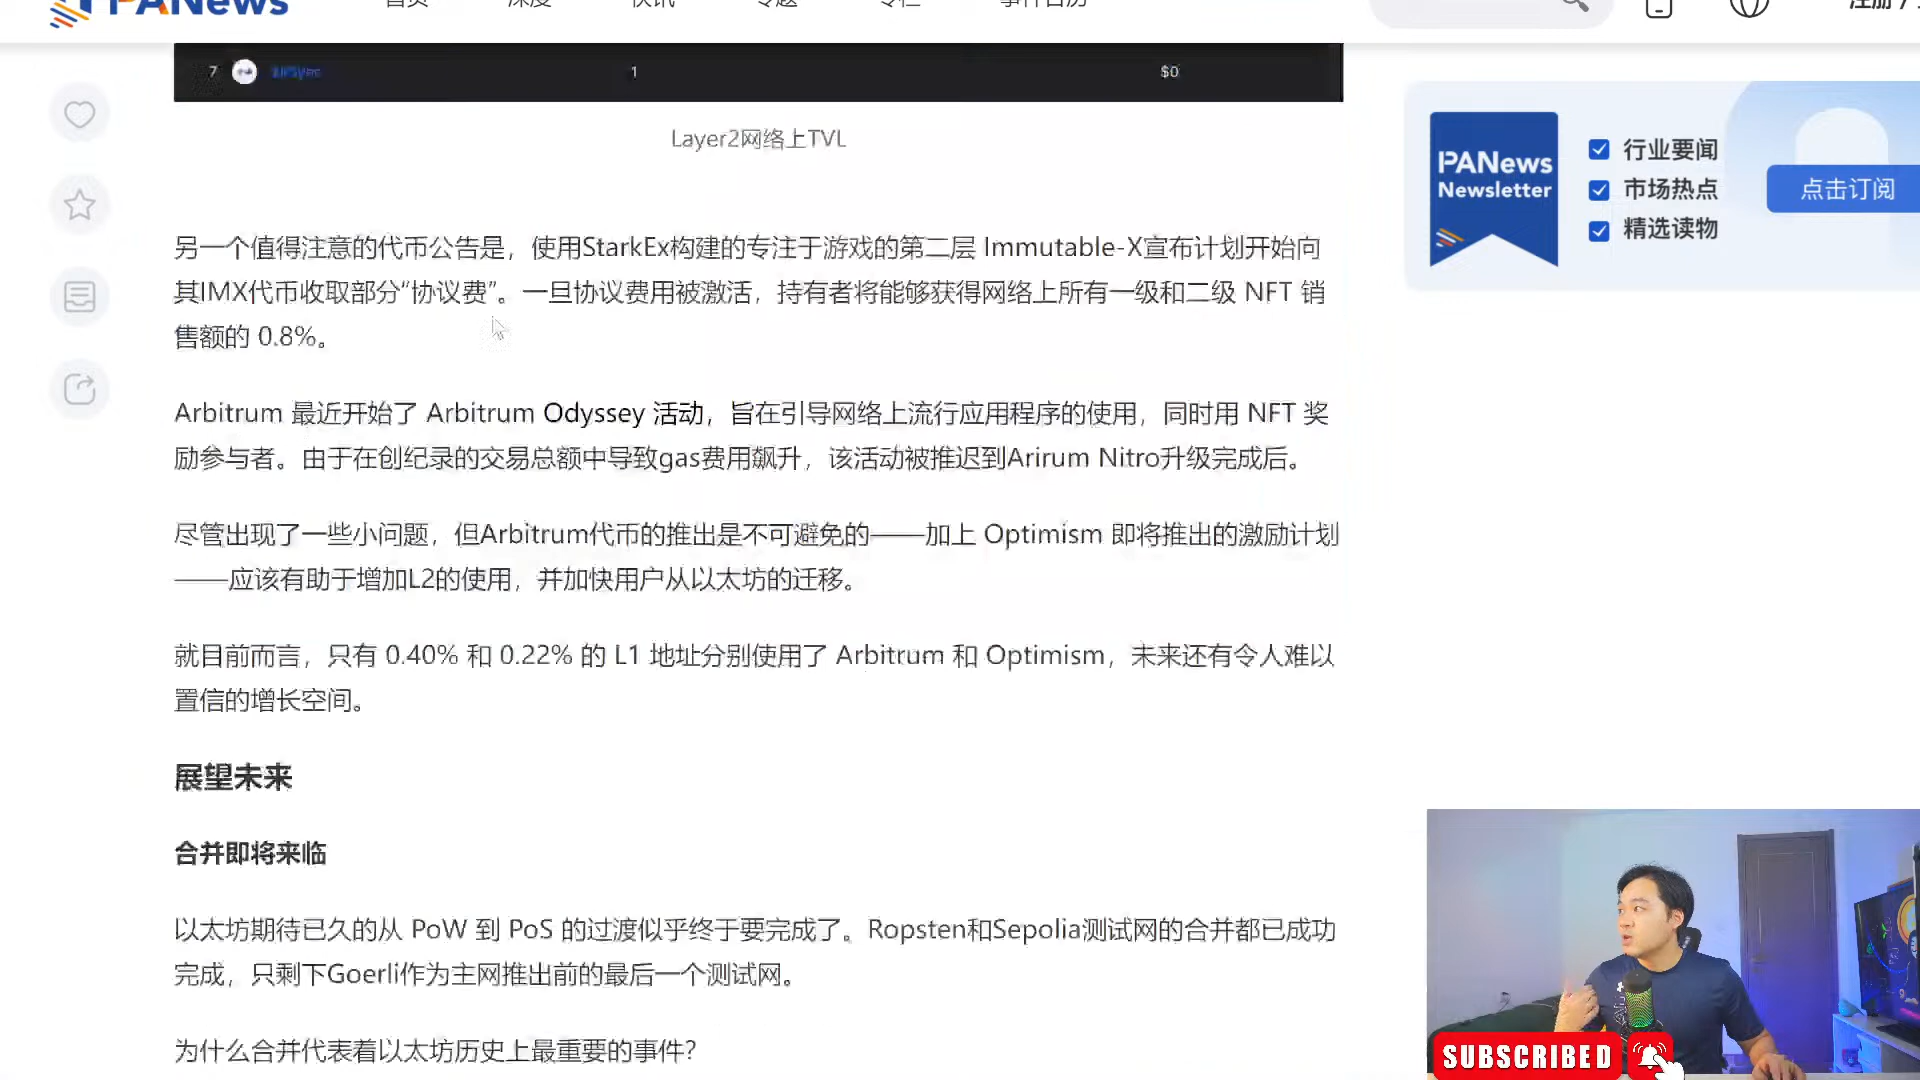 PANews
首页 深度 快讯 专题 专栏 事件日历
7 1 $0
Layer2网络上TVL
另一个值得注意的代币公告是，使用StarkEx构建的专注于游戏的第二层 Immutable-X宣布计划开始向
其IMX代币收取部分“协议费”。一旦协议费用被激活，持有者将能够获得网络上所有一级和二级 NFT 销
售额的 0.8%。
Arbitrum 最近开始了 Arbitrum Odyssey 活动，旨在引导网络上流行应用程序的使用，同时用 NFT 奖
励参与者。由于在创纪录的交易总额中导致gas费用飙升，该活动被推迟到Arirum Nitro升级完成后。
尽管出现了一些小问题，但Arbitrum代币的推出是不可避免的——加上 Optimism 即将推出的激励计划
——应该有助于增加L2的使用，并加快用户从以太坊的迁移。
就目前而言，只有 0.40% 和 0.22% 的 L1 地址分别使用了 Arbitrum 和 Optimism，未来还有令人难以
置信的增长空间。
展望未来
合并即将来临
以太坊期待已久的从 PoW 到 PoS 的过渡似乎终于要完成了。Ropsten和Sepolia测试网的合并都已成功
完成，只剩下Goerli作为主网推出前的最后一个测试网。
为什么合并代表着以太坊历史上最重要的事件？
PANews
Newsletter
行业要闻
市场热点
精选读物
点击订阅
SUBSCRIBED